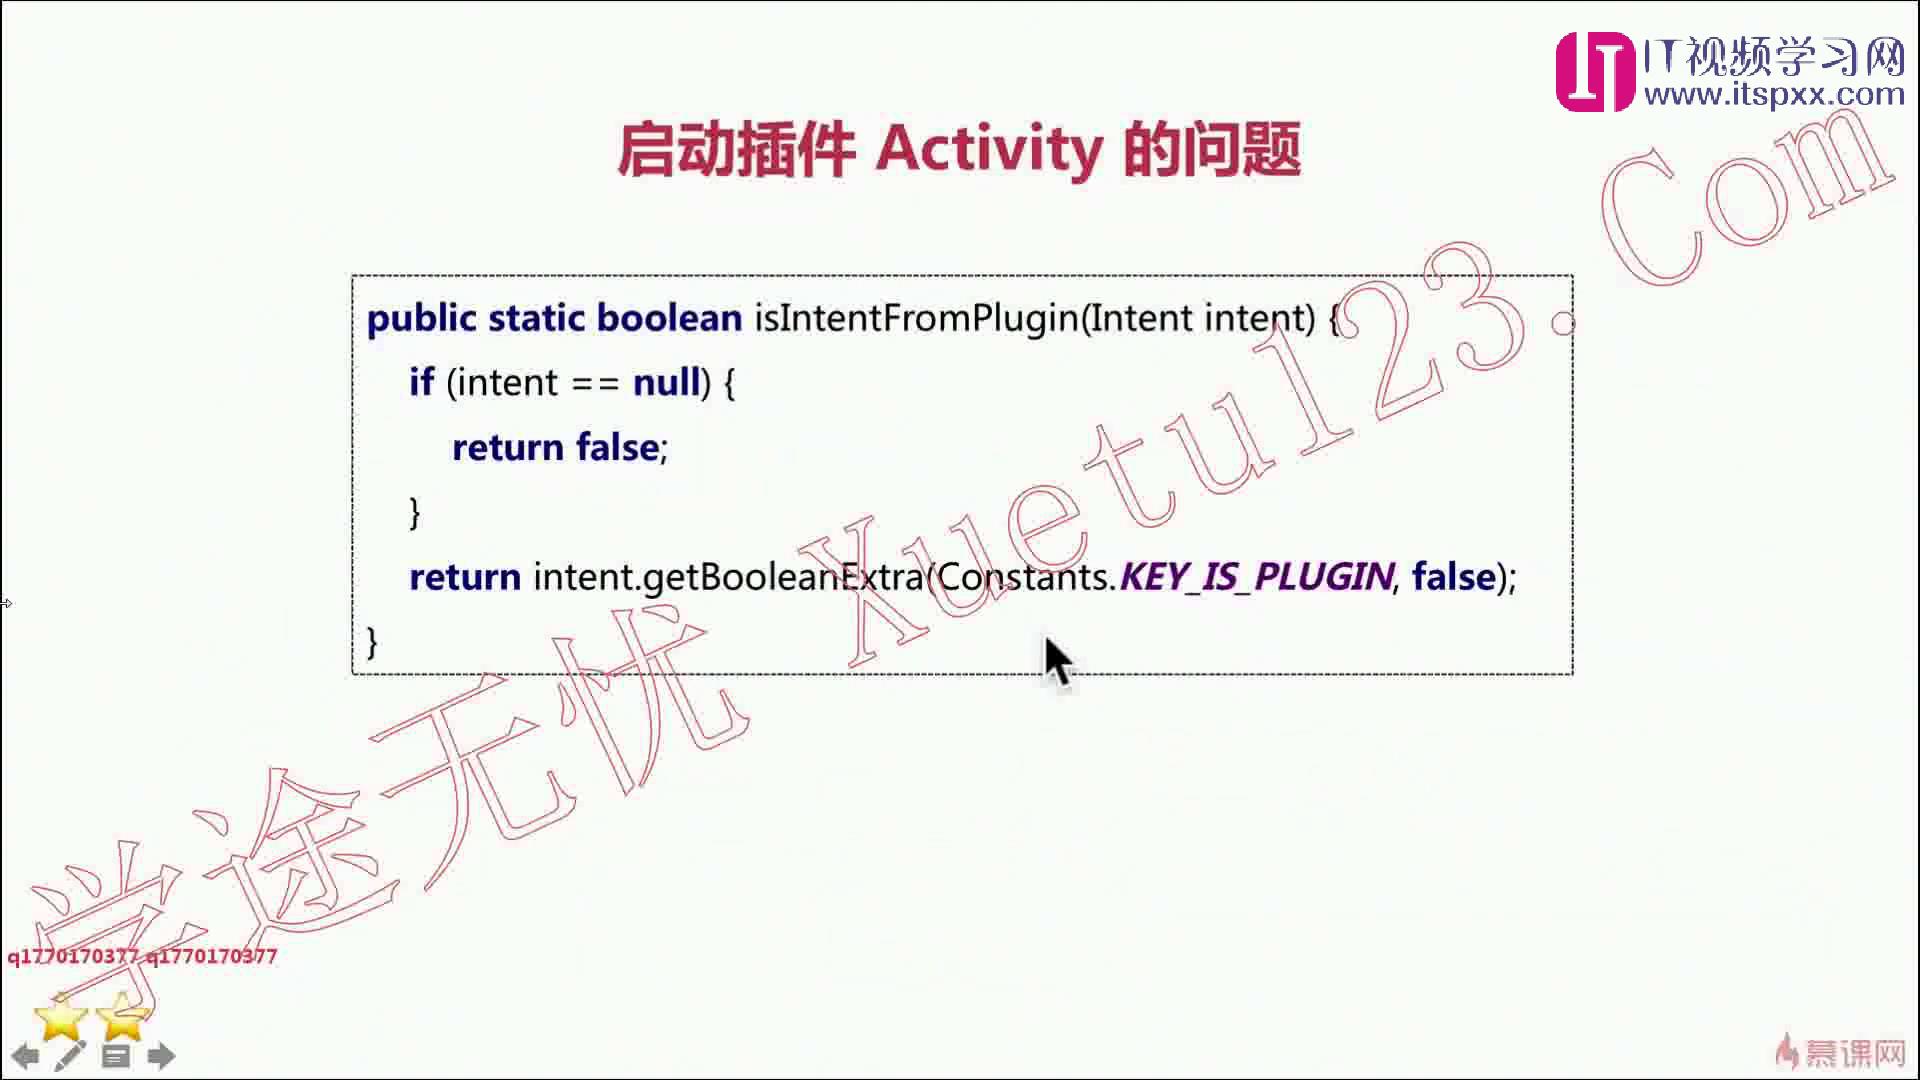 IT视频学习网
www.itspxx.com
启动插件 Activity 的问题
public static boolean isIntentFromPlugin(Intent intent) {
if (intent == null) {
return false;
}
return intent.getBooleanExtra(Constants.KEY_IS_PLUGIN, false);
}
学途无忧 Xuetu123.Com
q1770170377 q1770170377
慕课网